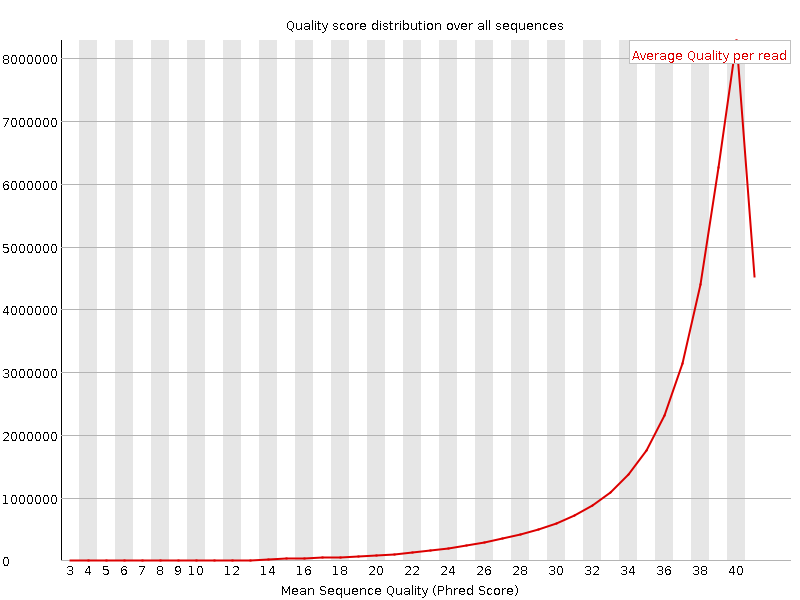 Quality score distribution over all sequences
Average Quality per read
8000000
7000000
6000000
5000000
4000000
3000000
2000000
1000000
0
3 4 5 6 7 8 9 10 12 14 16 18 20 22 24 26 28 30 32 34 36 38 40
Mean Sequence Quality (Phred Score)